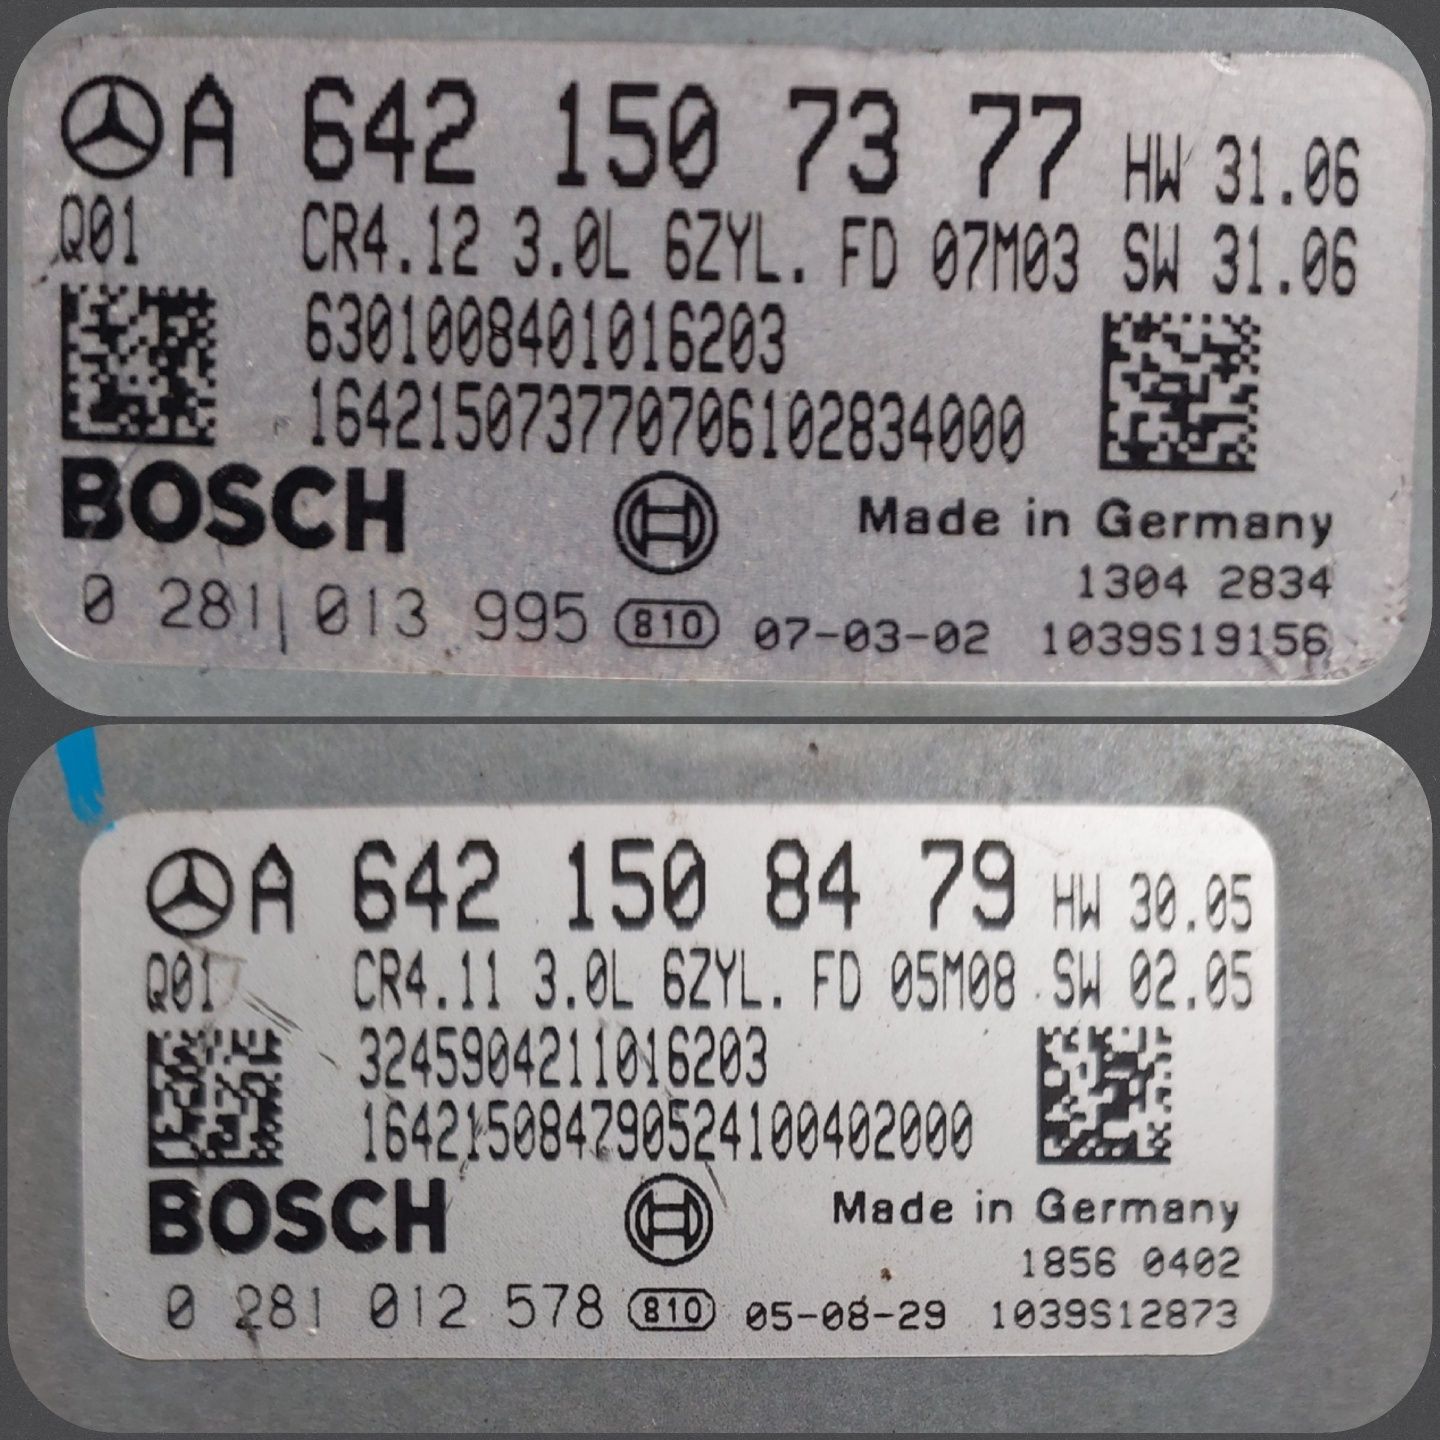 A 642 150 73 77 HW 31.06
Q01 CR4.12 3.0L 6ZYL. FD 07M03 SW 31.06
6301008401016203
164215073770706102834000
BOSCH Made in Germany
1304 2834
0 281 013 995 810 07-03-02 1039S19156
A 642 150 84 79 HW 30.05
Q01 CR4.11 3.0L 6ZYL. FD 05M08 SW 02.05
3245904211016203
164215084790524100402000
BOSCH Made in Germany
1856 0402
0 281 012 578 810 05-08-29 1039S12873